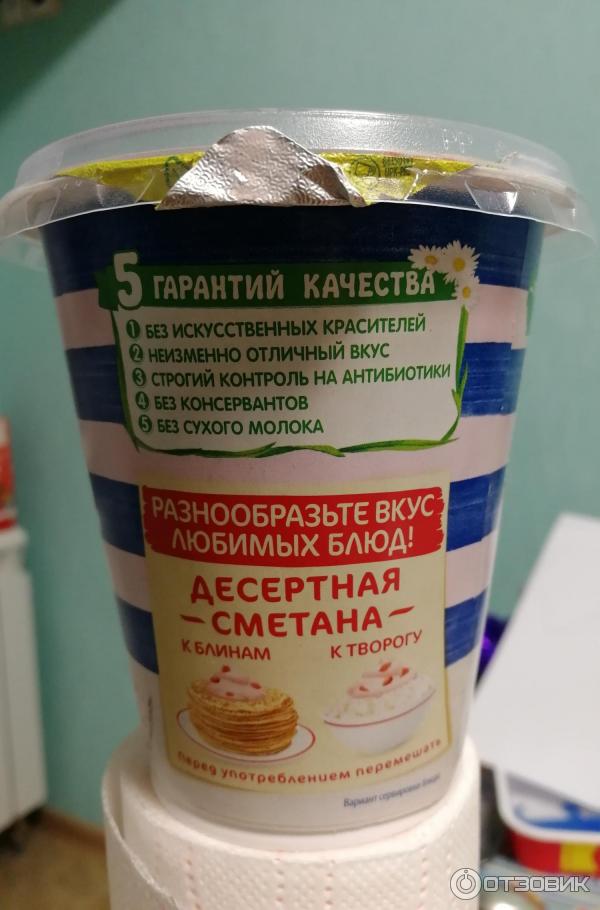 5 ГАРАНТИЙ КАЧЕСТВА
1 БЕЗ ИСКУССТВЕННЫХ КРАСИТЕЛЕЙ
2 НЕИЗМЕННО ОТЛИЧНЫЙ ВКУС
3 СТРОГИЙ КОНТРОЛЬ НА АНТИБИОТИКИ
4 БЕЗ КОНСЕРВАНТОВ
5 БЕЗ СУХОГО МОЛОКА
РАЗНООБРАЗЬТЕ ВКУС
ЛЮБИМЫХ БЛЮД!
ДЕСЕРТНАЯ
СМЕТАНА
К БЛИНАМ К ТВОРОГУ
Перед употреблением перемешать
Вариант сервировки блюда
ОТЗОВИК